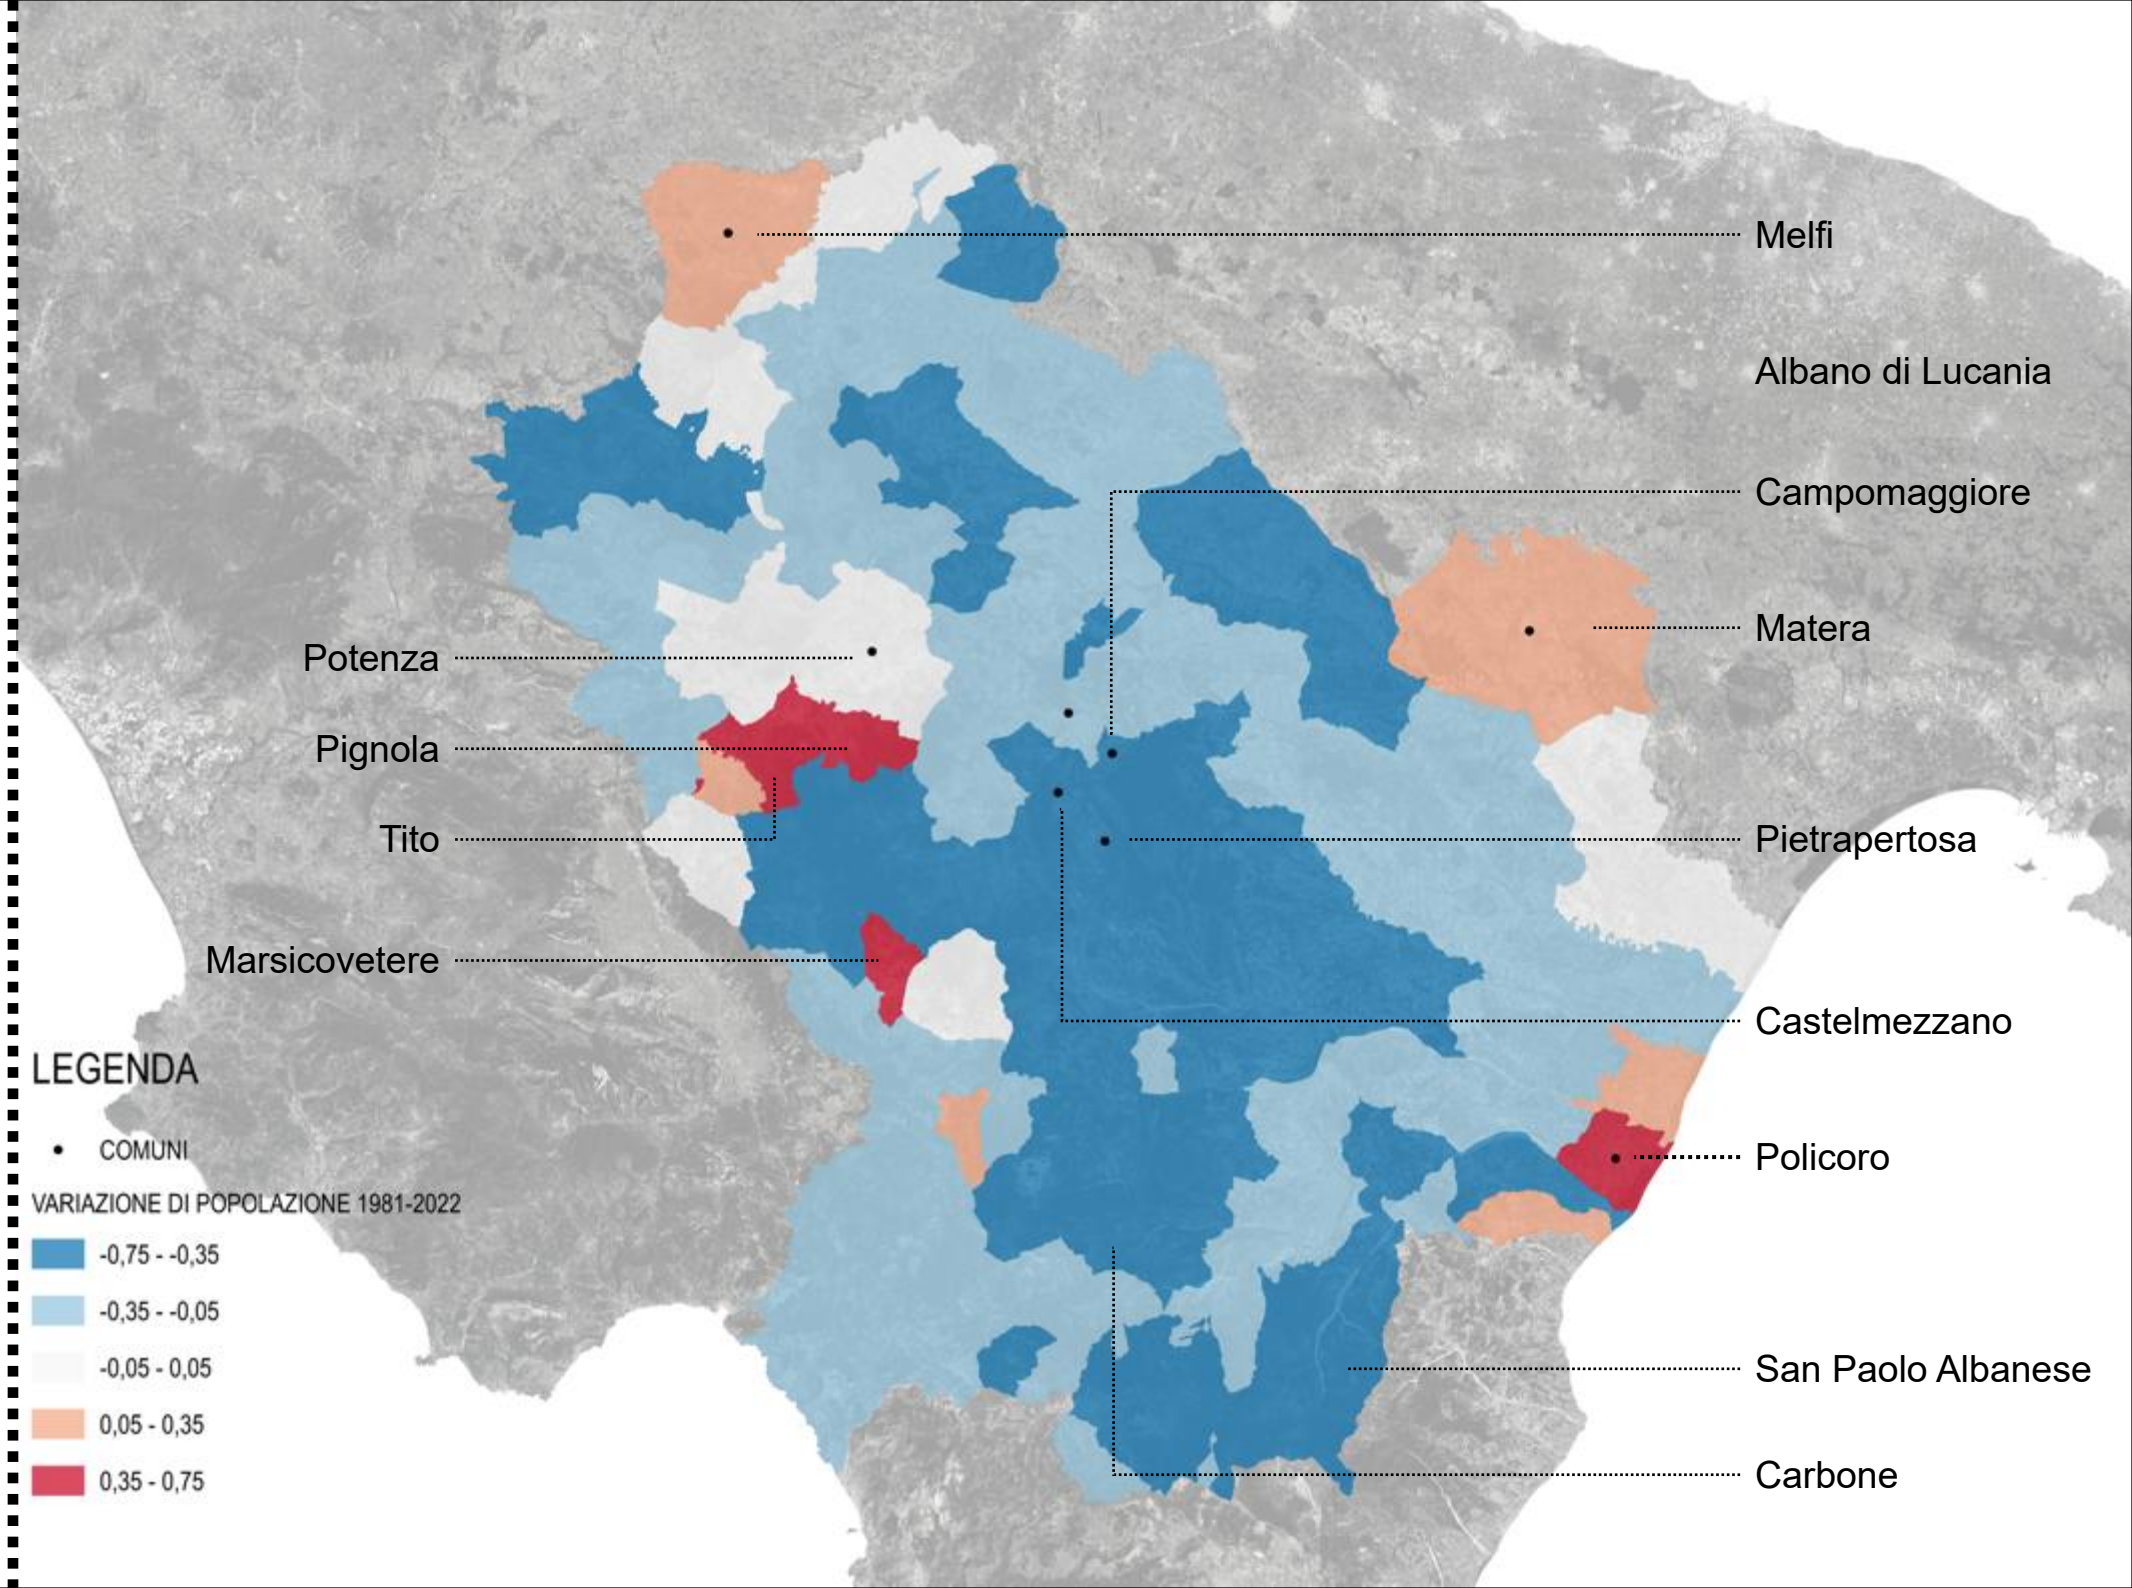 Melfi
Albano di Lucania
Campomaggiore
Matera
Potenza
Pignola
Tito
Pietrapertosa
Marsicovetere
Castelmezzano
Policoro
San Paolo Albanese
Carbone
LEGENDA
COMUNI
VARIAZIONE DI POPOLAZIONE 1981-2022
-0,75 - -0,35
-0,35 - -0,05
-0,05 - 0,05
0,05 - 0,35
0,35 - 0,75